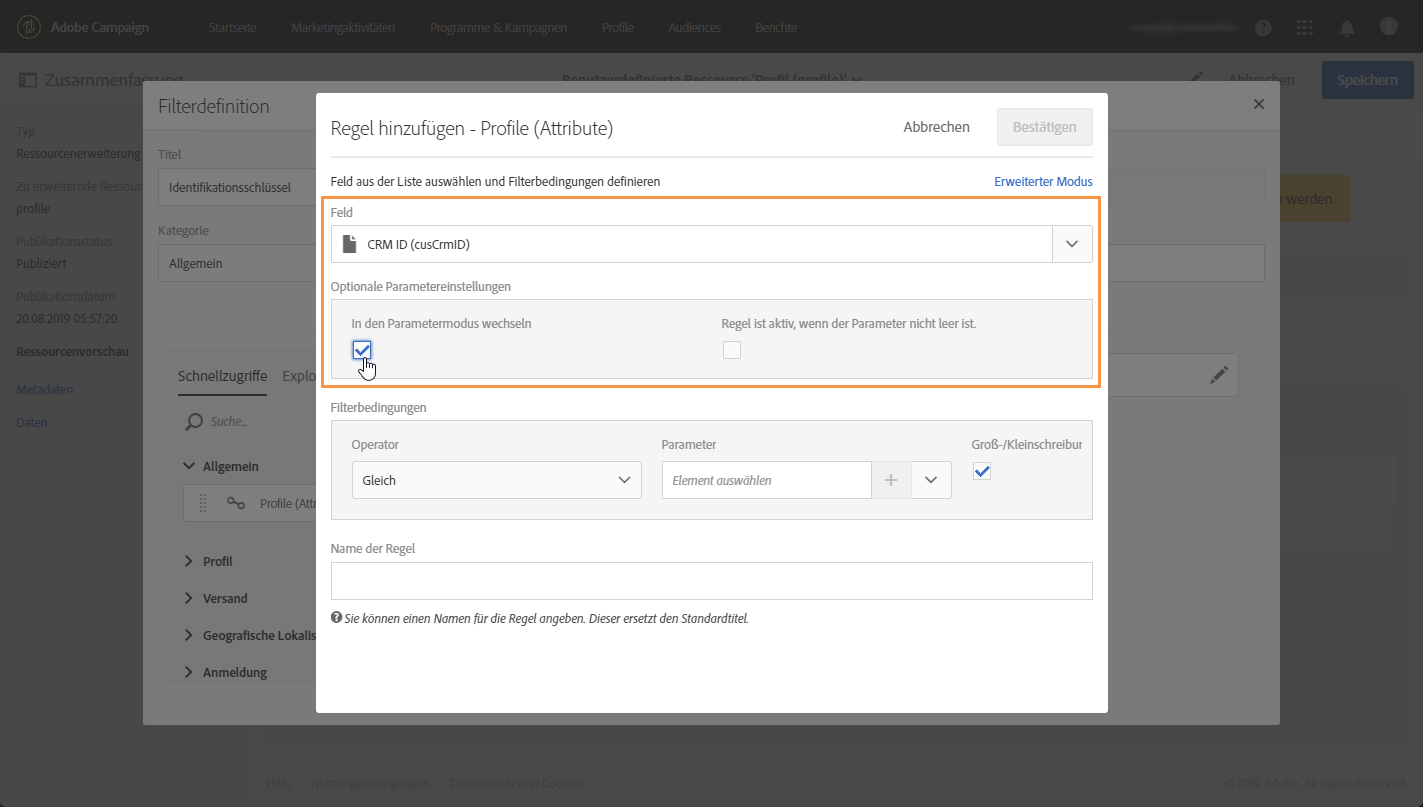 Adobe Campaign Startseite Marketingaktivitäten Programme & Kampagnen Profile Audiences Berichte
Zusammenfassung Benutzerdefinierte Ressource 'Profil (profile)' Abbrechen Speichern
Typ
Ressourcenerweiterung
Zu erweiternde Ressour
profile
Publikationsstatus
Publiziert
Publikationsdatum
20.08.2019 05:57:20
Ressourcenvorschau
Metadaten
Daten
Filterdefinition
Titel
Identifikationsschlüssel
werden.
Kategorie
Allgemein
Schnellzugriffe Explo
Suche...
Allgemein
Profile (Attr
Profil
Versand
Geografische Lokalis
Anmeldung
Regel hinzufügen - Profile (Attribute) Abbrechen Bestätigen
Feld aus der Liste auswählen und Filterbedingungen definieren Erweiterter Modus
Feld
CRM ID (cusCrmID)
Optionale Parametereinstellungen
In den Parametermodus wechseln Regel ist aktiv, wenn der Parameter nicht leer ist.
Filterbedingungen
Operator Parameter Groß-/Kleinschreibur
Gleich Element auswählen
Name der Regel
Sie können einen Namen für die Regel angeben. Dieser ersetzt den Standardtitel.
Hilfe Nutzungsbedingungen Datenschutz und Cookies © 2019 Adobe. All Rights Reserved.